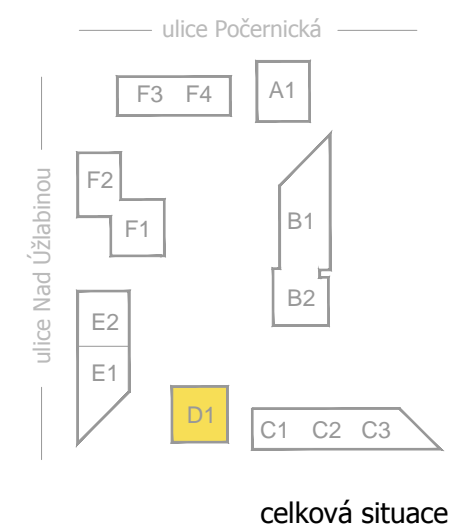 ulice Počernická
F3 F4
A1
F2
F1
B1
B2
ulice Nad Úžlabinou
E2
E1
D1
C1 C2 C3
celková situace